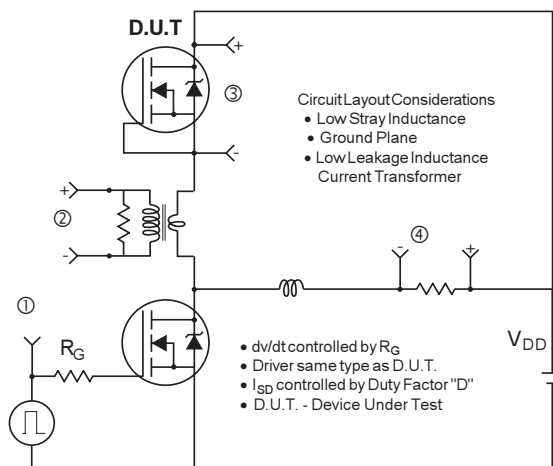 D.U.T
+
③
-
Circuit Layout Considerations
• Low Stray Inductance
• Ground Plane
• Low Leakage Inductance
Current Transformer
+
②
-
④
- +
①
RG
VDD
• dv/dt controlled by RG
• Driver same type as D.U.T.
• ISD controlled by Duty Factor "D"
• D.U.T. - Device Under Test